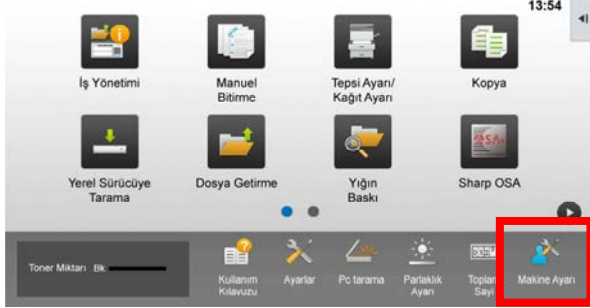 13:54
İş Yönetimi
Manuel
Bitirme
Tepsi Ayarı/
Kağıt Ayarı
Kopya
Yerel Sürücüye
Tarama
Dosya Getirme
Yığın
Baskı
Sharp OSA
Toner Miktarı Bk
Kullanım
Kılavuzu
Ayarlar
Pc tarama
Parlaklık
Ayarı
Sayi
Makine Ayarı